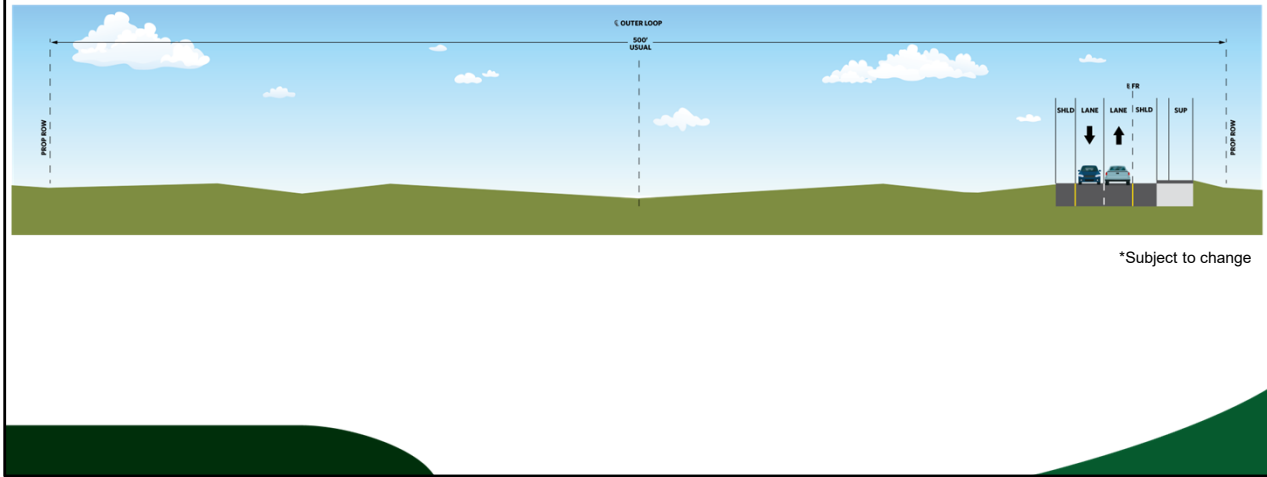 ℄ OUTER LOOP
500'
USUAL
PROP ROW
FR
SHLD LANE LANE SHLD SUP
PROP ROW
*Subject to change